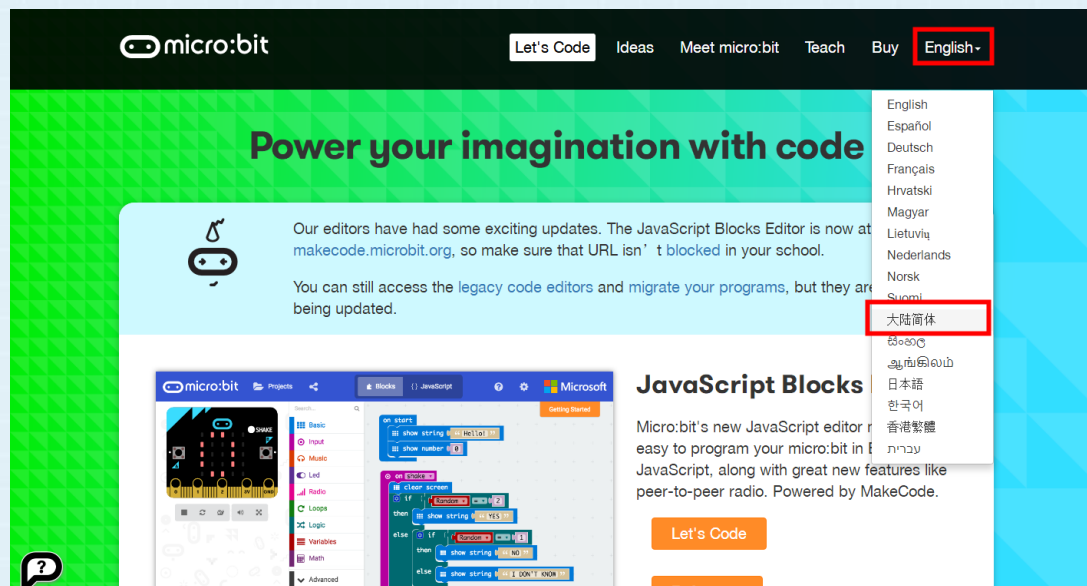 micro:bit
Let's Code Ideas Meet micro:bit Teach Buy English
English
Español
Deutsch
Français
Hrvatski
Magyar
Lietuvių
Nederlands
Norsk
Suomi
大陆简体
සිංහල
ஆங்கிலம்
日本語
한국어
香港繁體
עברית
Power your imagination with code
Our editors have had some exciting updates. The JavaScript Blocks Editor is now at
makecode.microbit.org, so make sure that URL isn’t blocked in your school.
You can still access the legacy code editors and migrate your programs, but they are
being updated.
micro:bit Projects Blocks {} JavaScript ? Microsoft
Getting Started
SHAKE
0 1 2 3V GND
Search...
Basic
Input
Music
Led
Radio
Loops
Logic
Variables
Math
Advanced
on start
show string "Hello!"
show number 0
on shake
clear screen
if Random = 2
then show string "YES"
else if Random = 1
then show string "NO"
else show string "I DON'T KNOW"
JavaScript Blocks
Micro:bit's new JavaScript editor
easy to program your micro:bit in
JavaScript, along with great new features like
peer-to-peer radio. Powered by MakeCode.
Let's Code
?